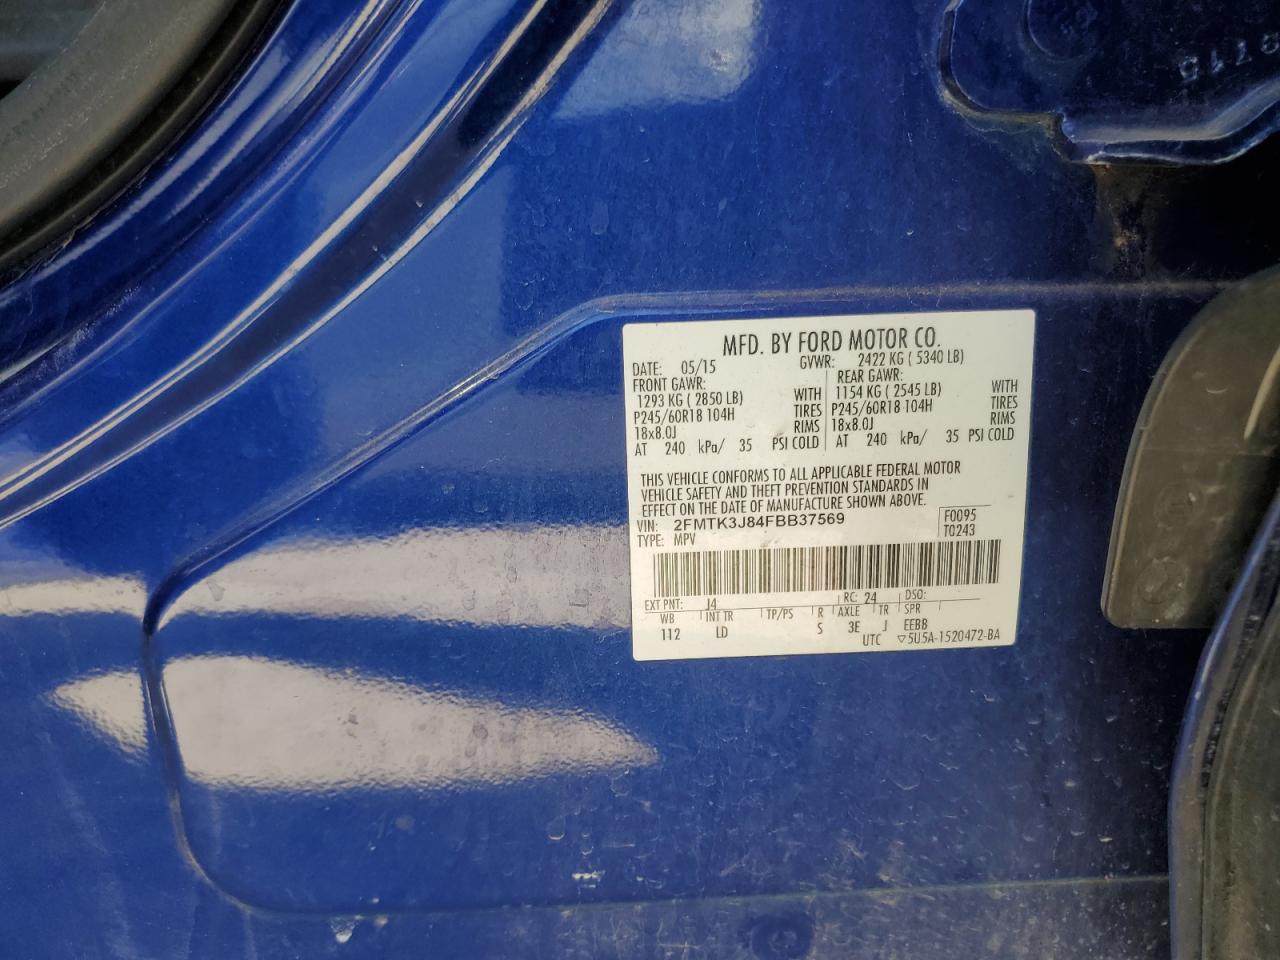 9715
MFD. BY FORD MOTOR CO.
DATE: 05/15 GVWR: 2422 KG ( 5340 LB)
FRONT GAWR: REAR GAWR:
1293 KG ( 2850 LB) WITH 1154 KG ( 2545 LB) WITH
P245/60R18 104H TIRES P245/60R18 104H TIRES
18x8.0J RIMS 18x8.0J RIMS
AT 240 kPa/ 35 PSI COLD AT 240 kPa/ 35 PSI COLD
THIS VEHICLE CONFORMS TO ALL APPLICABLE FEDERAL MOTOR
VEHICLE SAFETY AND THEFT PREVENTION STANDARDS IN
EFFECT ON THE DATE OF MANUFACTURE SHOWN ABOVE.
VIN: 2FMTK3J84FBB37569 F0095
TYPE: MPV T0243
EXT PNT: J4 RC: 24 DSO:
WB INT TR TP/PS R AXLE TR SPR
112 LD S 3E J EEBB
UTC ▽5U5A-1520472-BA